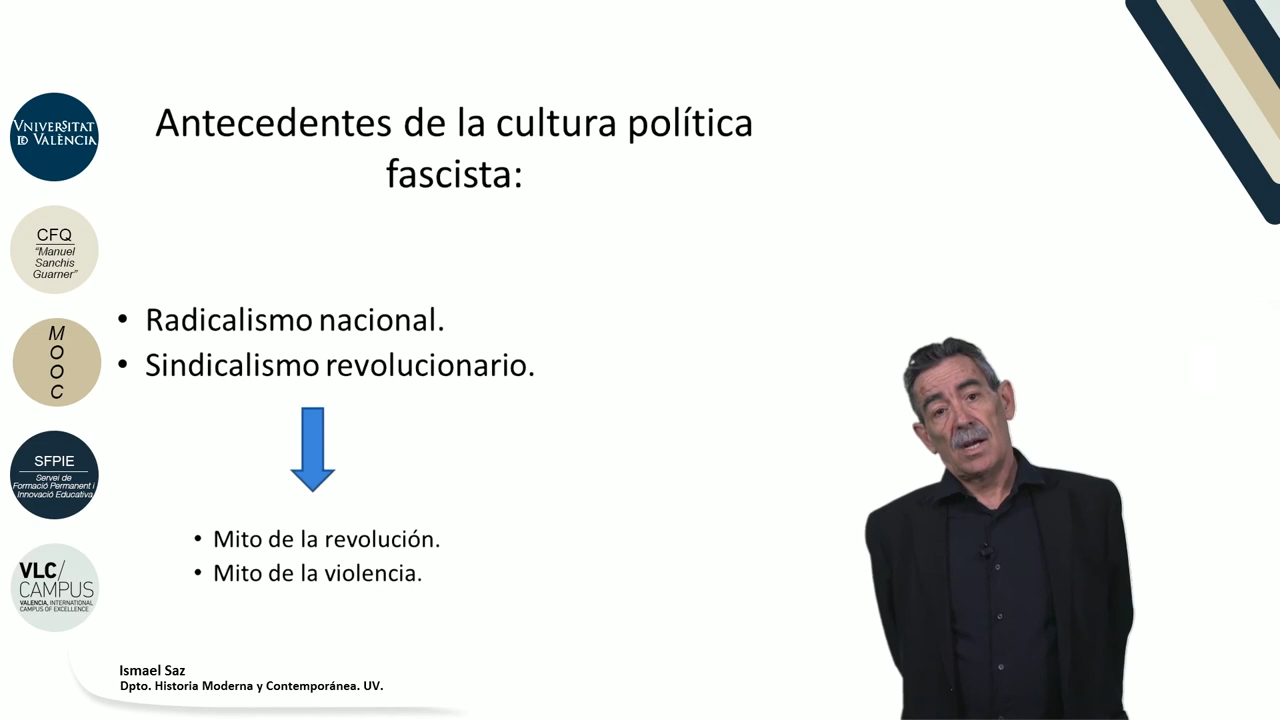 Antecedentes de la cultura política
fascista:
• Radicalismo nacional.
• Sindicalismo revolucionario.
• Mito de la revolución.
• Mito de la violencia.
VNIVERSITAT
ID VALÈNCIA
CFQ
“Manuel
Sanchis
Guarner”
M
O
O
C
SFPIE
Servei de
Formació Permanent i
Innovació Educativa
VLC/
CAMPUS
VALENCIA, INTERNATIONAL
CAMPUS OF EXCELLENCE
Ismael Saz
Dpto. Historia Moderna y Contemporánea. UV.